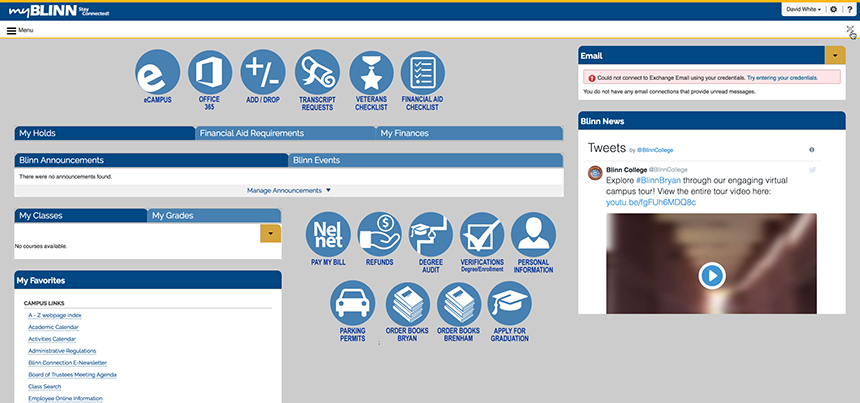 myBLINN Stay Connected!
David White
?
Menu
eCAMPUS
OFFICE
365
ADD / DROP
TRANSCRIPT
REQUESTS
VETERANS
CHECKLIST
FINANCIAL AID
CHECKLIST
My Holds
Financial Aid Requirements
My Finances
Blinn Announcements
Blinn Events
There were no announcements found.
Manage Announcements
My Classes
My Grades
No courses available.
My Favorites
CAMPUS LINKS
A - Z webpage index
Academic Calendar
Activities Calendar
Administrative Regulations
Blinn Connection E-Newsletter
Board of Trustees Meeting Agenda
Class Search
Employee Online Information
Nel
net
PAY MY BILL
REFUNDS
DEGREE
AUDIT
VERIFICATIONS
Degree/Enrollment
PERSONAL
INFORMATION
PARKING
PERMITS
ORDER BOOKS
BRYAN
ORDER BOOKS
BRENHAM
APPLY FOR
GRADUATION
Email
Could not connect to Exchange Email using your credentials. Try entering your credentials.
You do not have any email connections that provide unread messages.
Blinn News
Tweets by @BlinnCollege
Blinn College @BlinnCollege
Explore #BlinnBryan through our engaging virtual
campus tour! View the entire tour video here:
youtu.be/fgFUh6MDQ8c